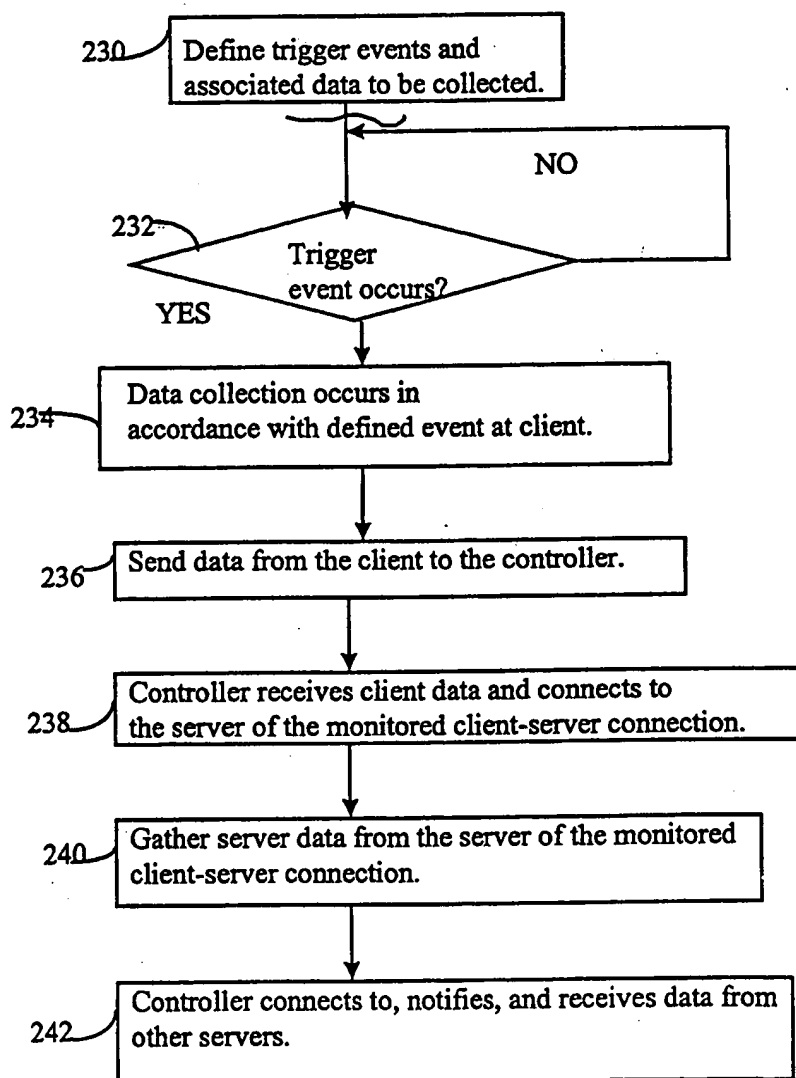 230
Define trigger events and
associated data to be collected.
NO
232
Trigger
event occurs?
YES
234
Data collection occurs in
accordance with defined event at client.
236
Send data from the client to the controller.
238
Controller receives client data and connects to
the server of the monitored client-server connection.
240
Gather server data from the server of the monitored
client-server connection.
242
Controller connects to, notifies, and receives data from
other servers.